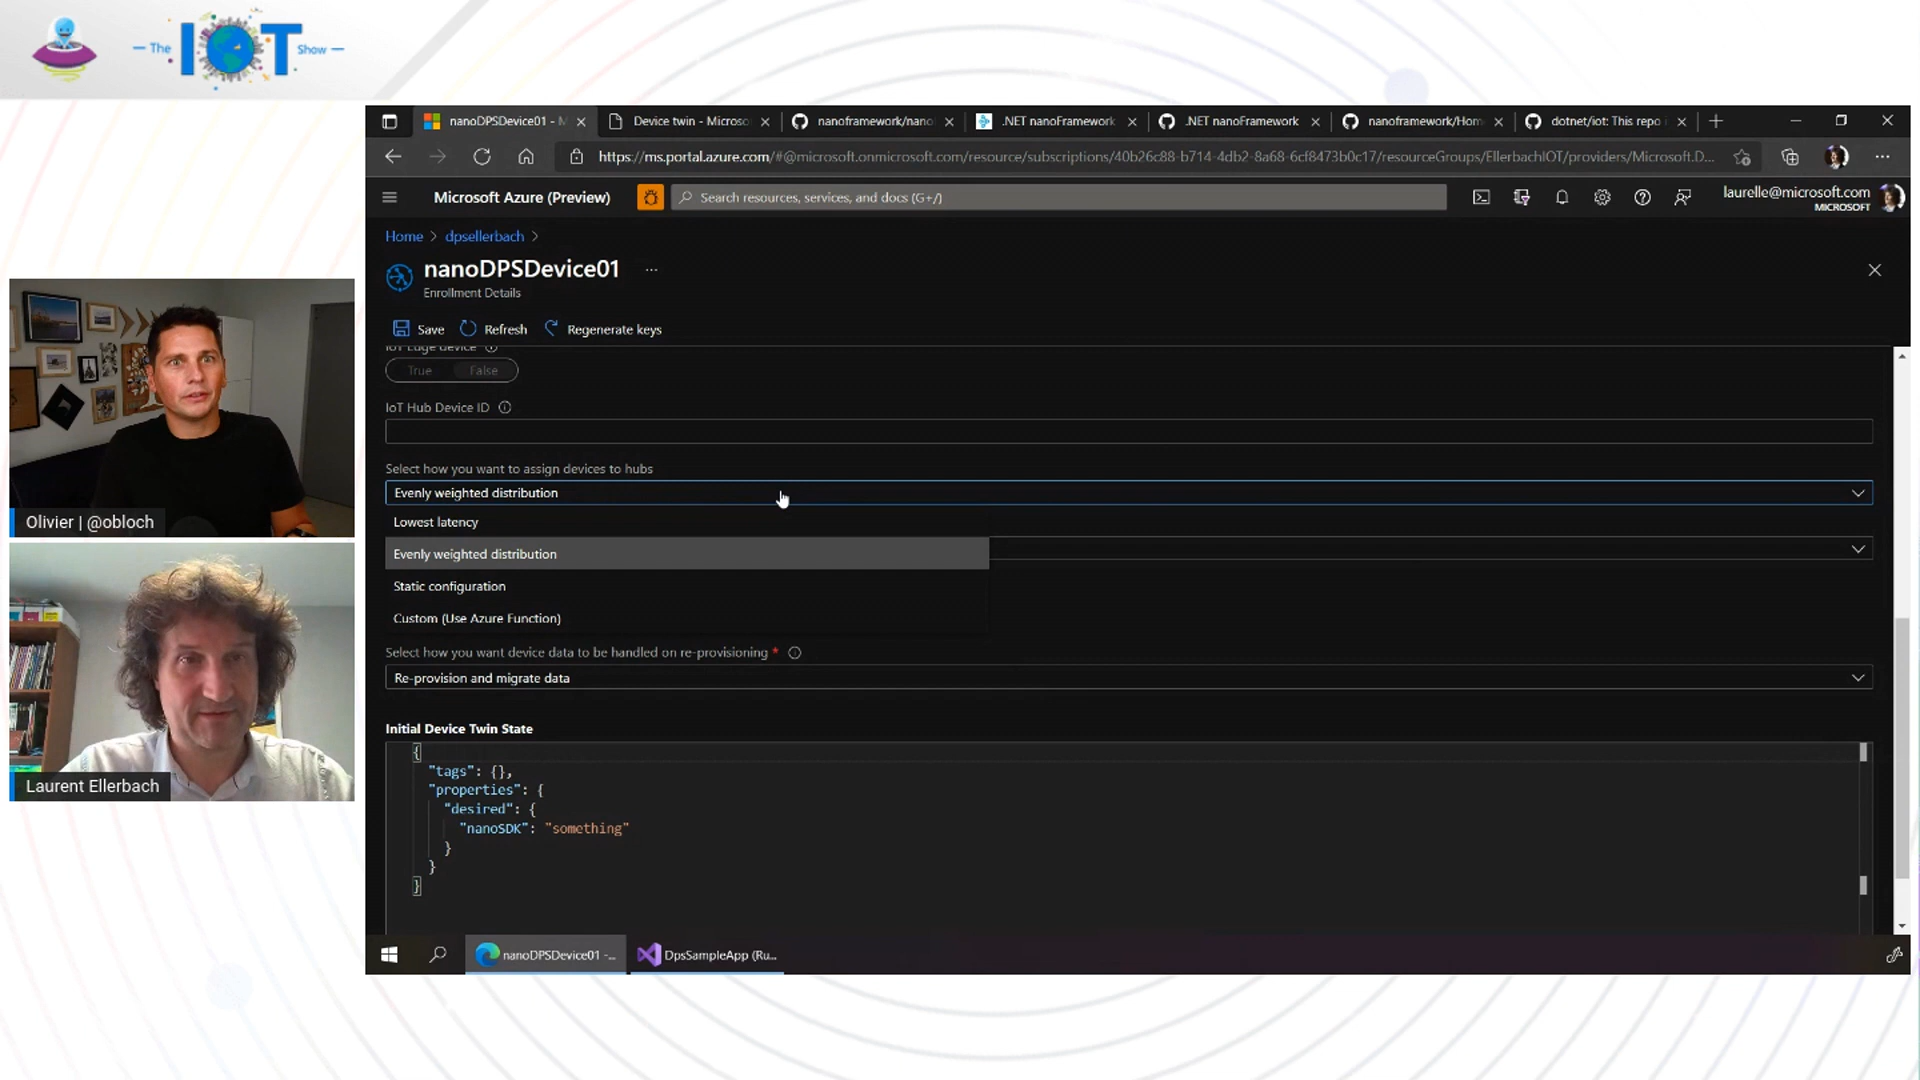 The IOT Show
nanoDPSDevice01 - M
Device twin - Microso
nanoframework/nano
.NET nanoFramework
.NET nanoFramework
nanoframework/Hom
dotnet/iot: This repo i
https://ms.portal.azure.com/#@microsoft.onmicrosoft.com/resource/subscriptions/40b26c88-b714-4db2-8a68-6cf8473b0c17/resourceGroups/EllerbachIOT/providers/Microsoft.D...
Microsoft Azure (Preview)
Search resources, services, and docs (G+/)
laurelle@microsoft.com
MICROSOFT
Home > dpsellerbach >
nanoDPSDevice01 ...
Enrollment Details
Save
Refresh
Regenerate keys
IoT Edge device
True
False
IoT Hub Device ID
Select how you want to assign devices to hubs
Evenly weighted distribution
Lowest latency
Evenly weighted distribution
Static configuration
Custom (Use Azure Function)
Select how you want device data to be handled on re-provisioning *
Re-provision and migrate data
Initial Device Twin State
{
"tags": {},
"properties": {
"desired": {
"nanoSDK": "something"
}
}
}
nanoDPSDevice01 -...
DpsSampleApp (Ru...
Olivier | @obloch
Laurent Ellerbach